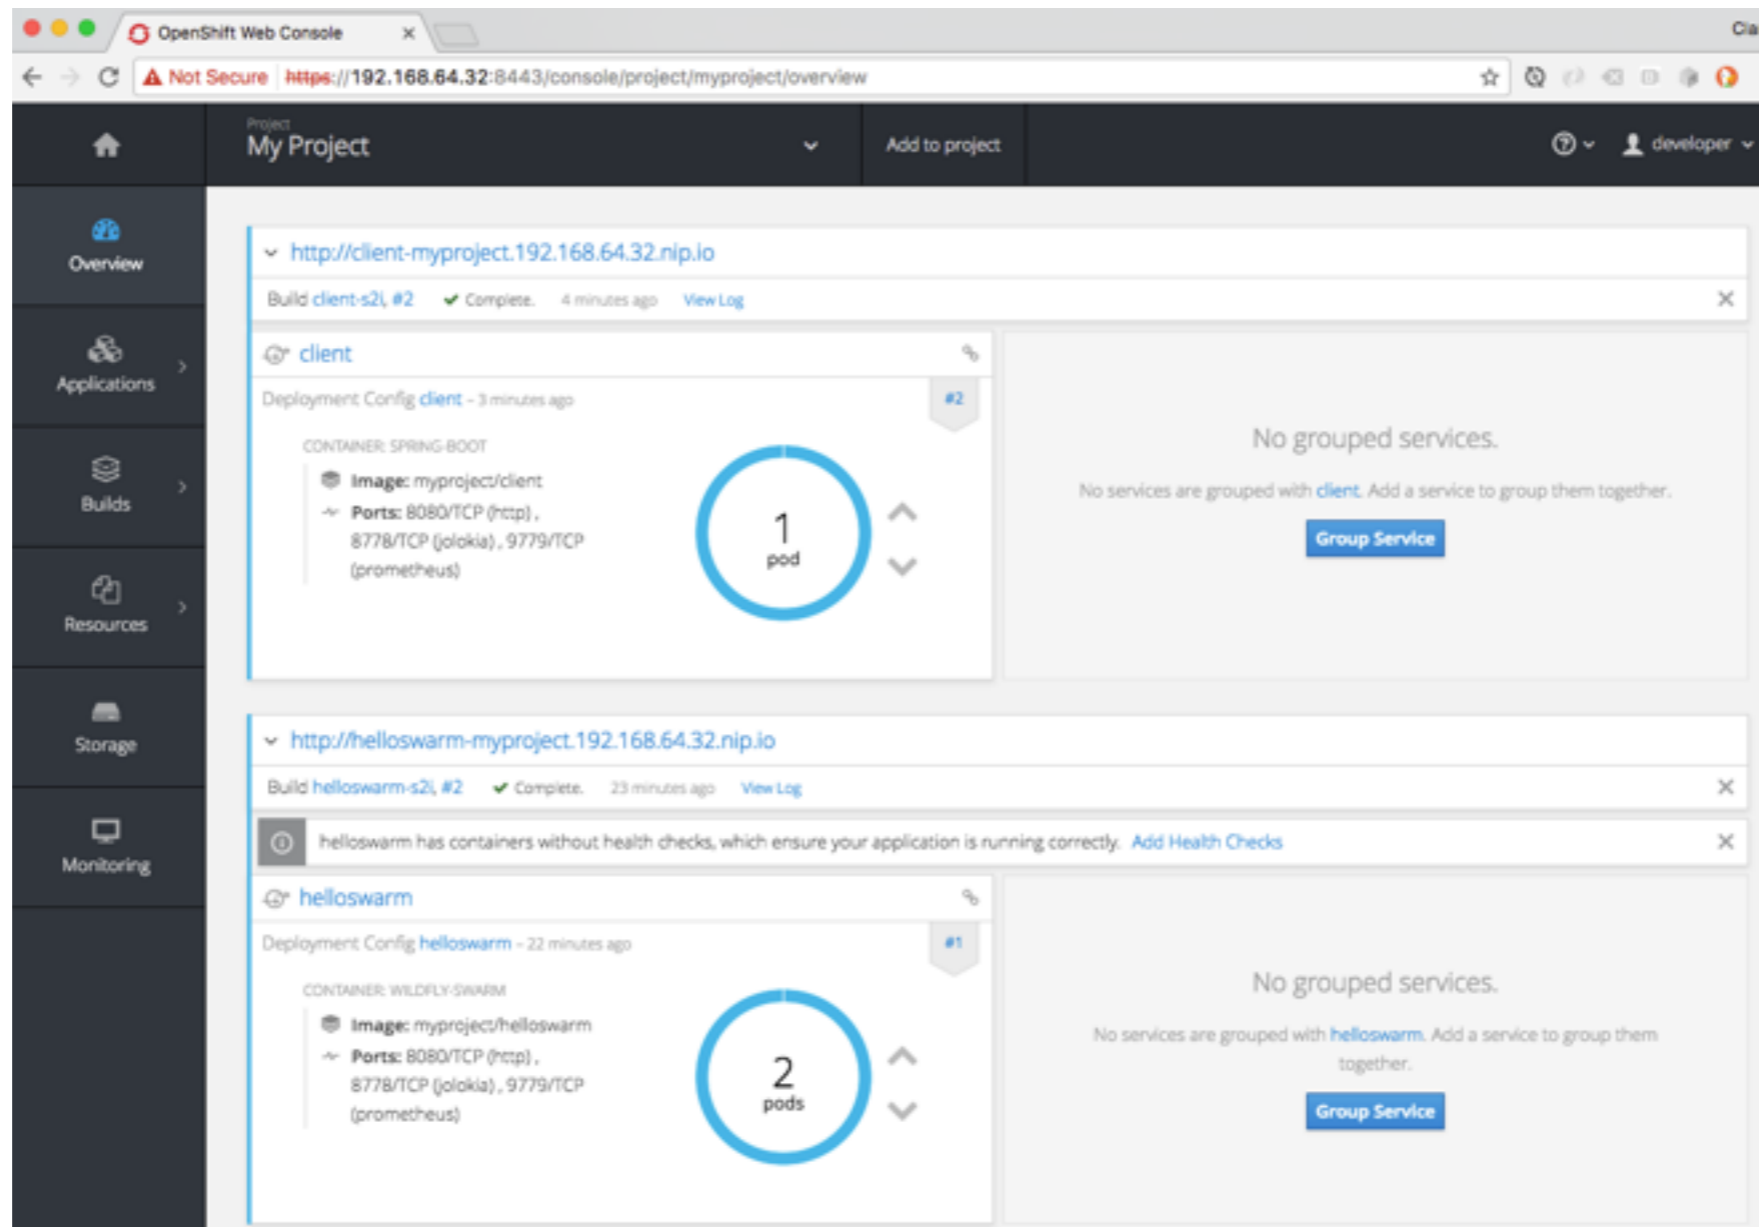 OpenShift Web Console
Not Secure https://192.168.64.32:8443/console/project/myproject/overview
Project
My Project
Add to project
developer
Overview
Applications
Builds
Resources
Storage
Monitoring
http://client-myproject.192.168.64.32.nip.io
Build client-s2i, #2 Complete. 4 minutes ago View Log
client
Deployment Config client – 3 minutes ago
#2
CONTAINER: SPRING-BOOT
Image: myproject/client
Ports: 8080/TCP (http) ,
8778/TCP (jolokia) , 9779/TCP
(prometheus)
1
pod
No grouped services.
No services are grouped with client. Add a service to group them together.
Group Service
http://helloswarm-myproject.192.168.64.32.nip.io
Build helloswarm-s2i, #2 Complete. 23 minutes ago View Log
helloswarm has containers without health checks, which ensure your application is running correctly. Add Health Checks
helloswarm
Deployment Config helloswarm – 22 minutes ago
#1
CONTAINER: WILDFLY-SWARM
Image: myproject/helloswarm
Ports: 8080/TCP (http) ,
8778/TCP (jolokia) , 9779/TCP
(prometheus)
2
pods
No grouped services.
No services are grouped with helloswarm. Add a service to group them
together.
Group Service